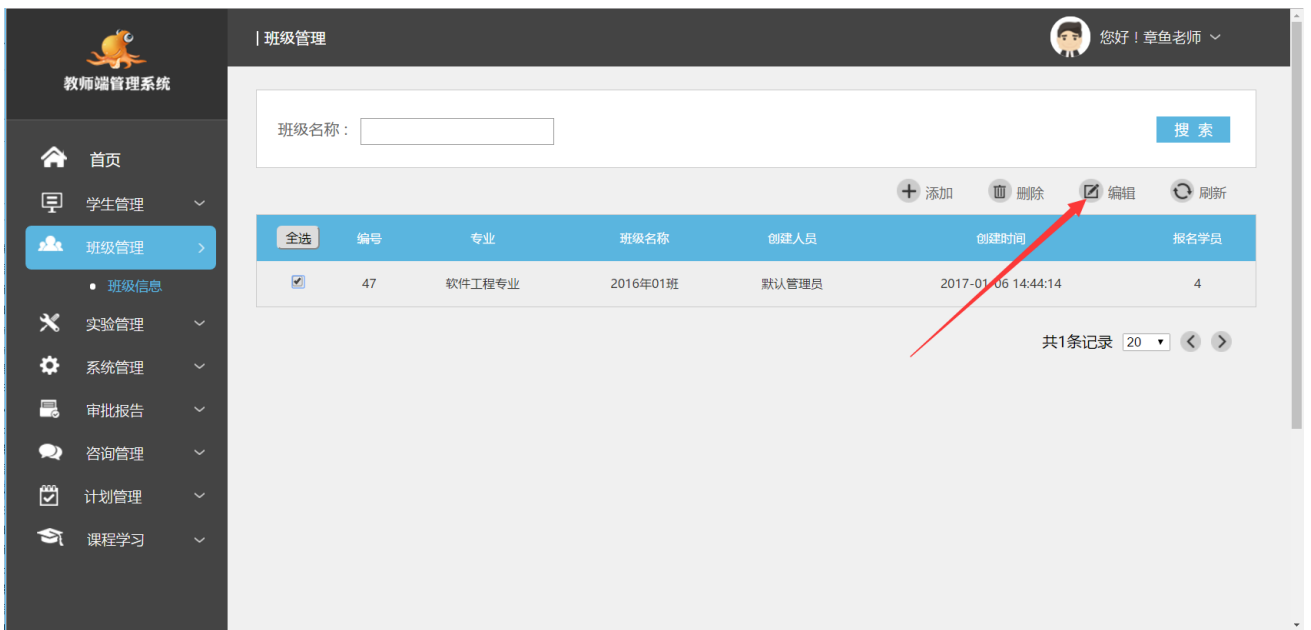 教师端管理系统
| 班级管理
您好！章鱼老师
首页
学生管理
班级管理
班级信息
实验管理
系统管理
审批报告
咨询管理
计划管理
课程学习
班级名称：
搜 索
添加 删除 编辑 刷新
全选 编号 专业 班级名称 创建人员 创建时间 报名学员
47 软件工程专业 2016年01班 默认管理员 2017-01-06 14:44:14 4
共1条记录 20